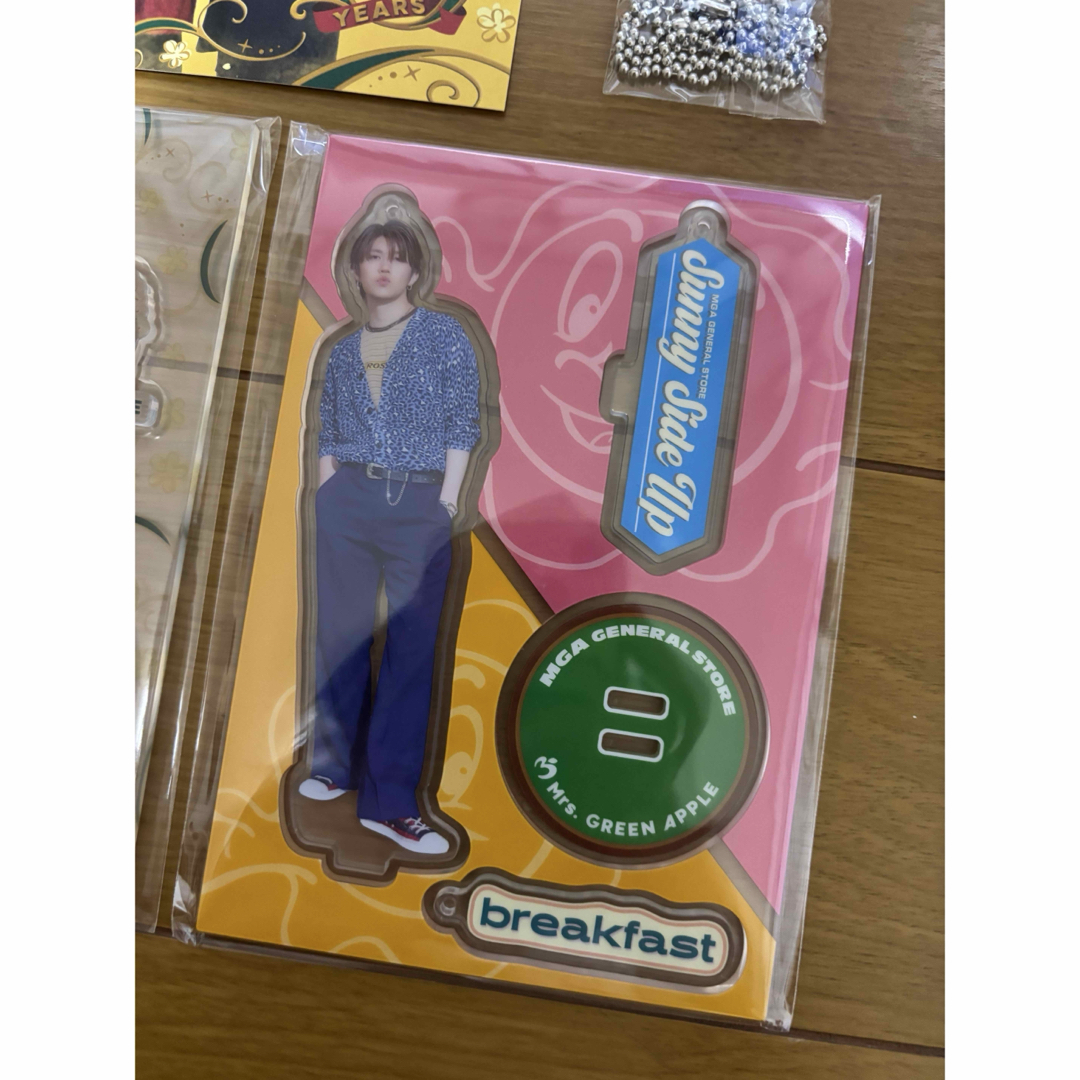 YEARS
MGA GENERAL STORE
Sunny Side Up
MGA GENERAL STORE
Mrs. GREEN APPLE
breakfast